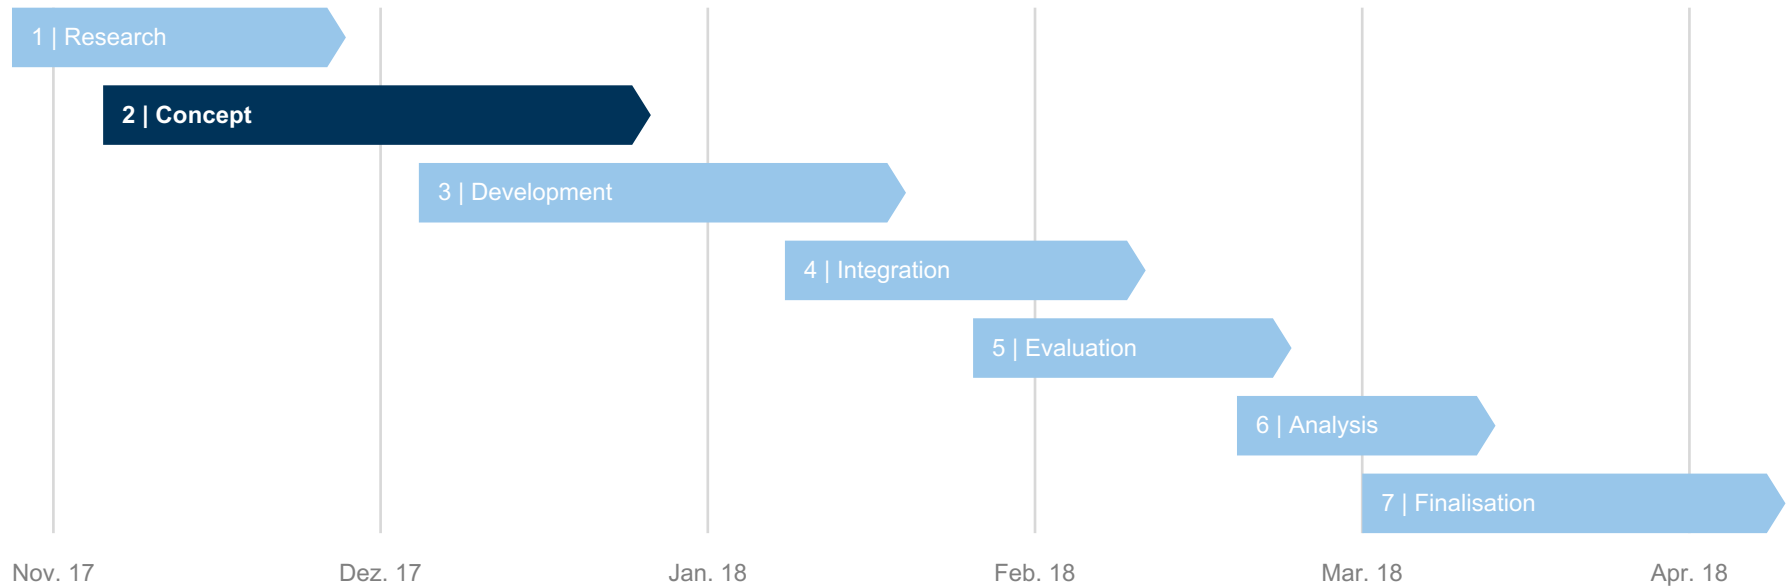 1 | Research
2 | Concept
3 | Development
4 | Integration
5 | Evaluation
6 | Analysis
7 | Finalisation
Nov. 17 Dez. 17 Jan. 18 Feb. 18 Mar. 18 Apr. 18